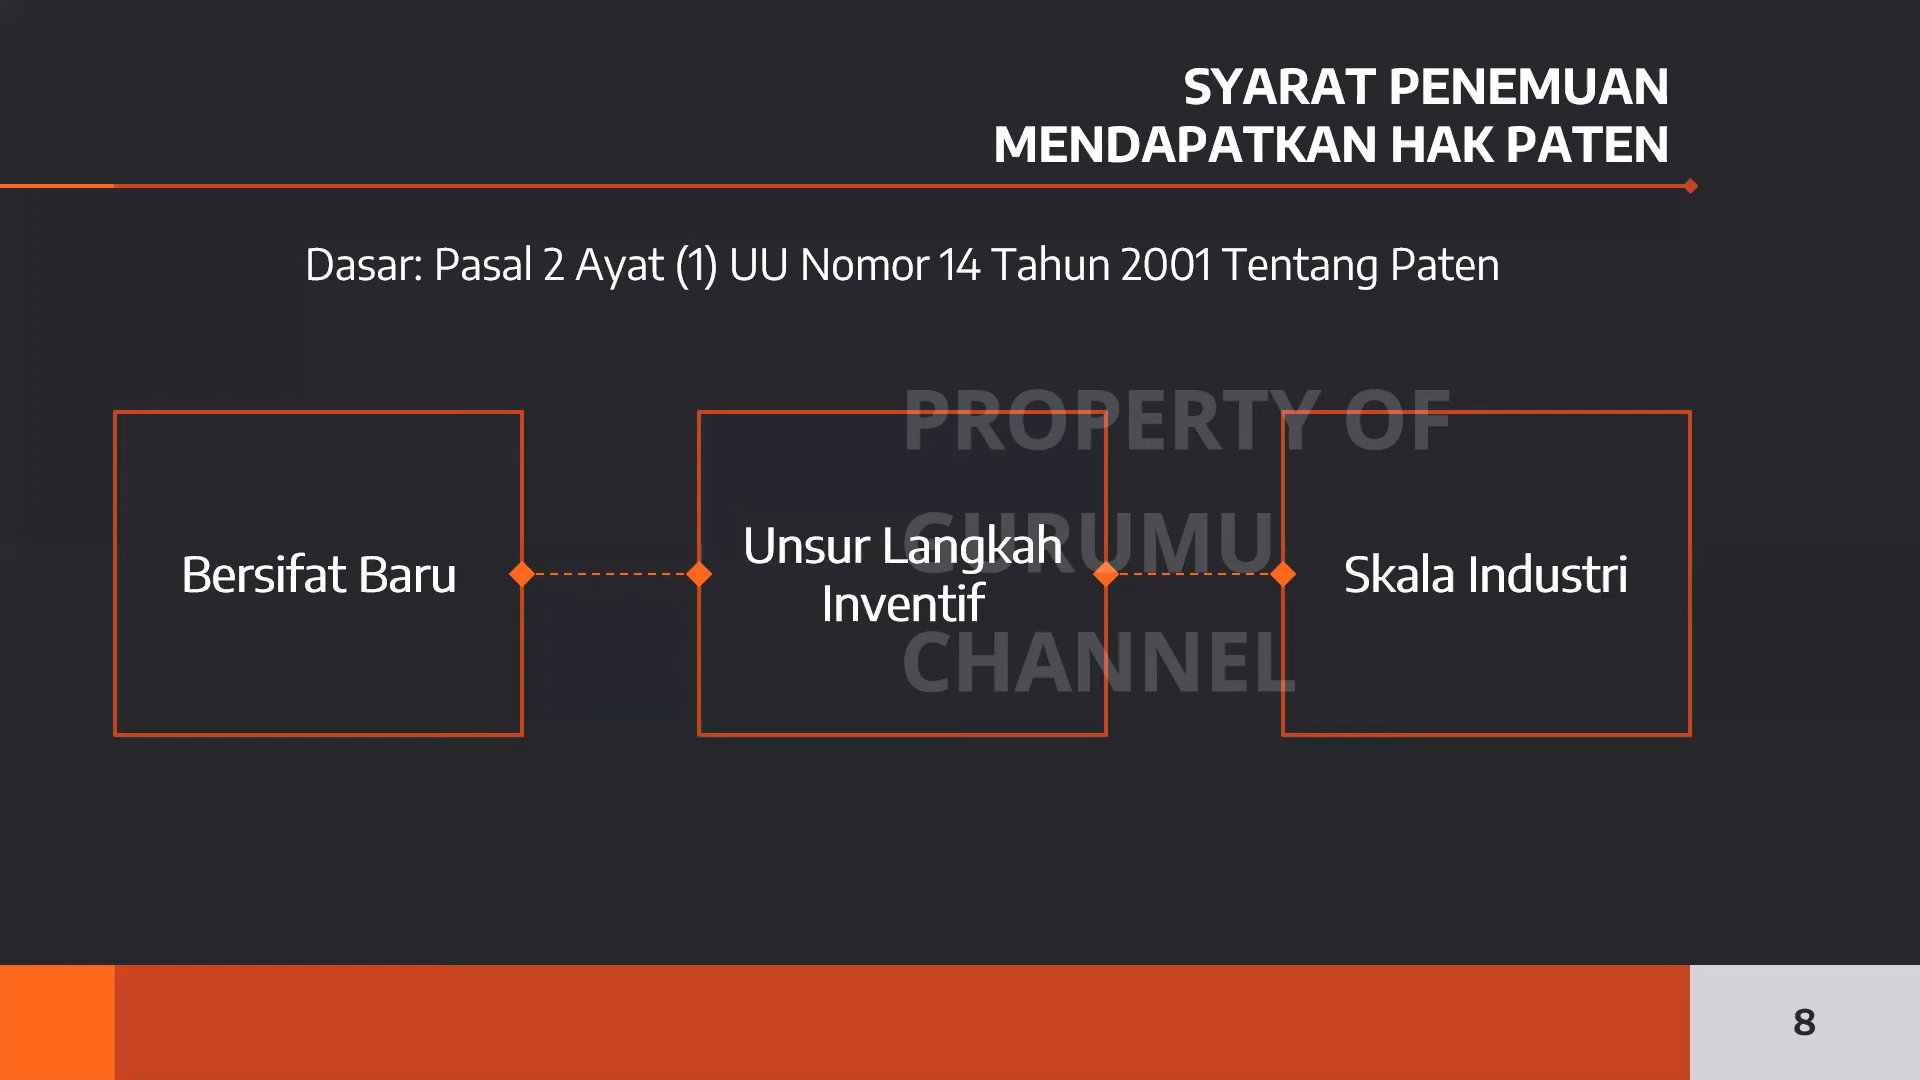 SYARAT PENEMUAN
MENDAPATKAN HAK PATEN
Dasar: Pasal 2 Ayat (1) UU Nomor 14 Tahun 2001 Tentang Paten
Bersifat Baru
Unsur Langkah
Inventif
Skala Industri
PROPERTY OF
GURUMU
CHANNEL
8